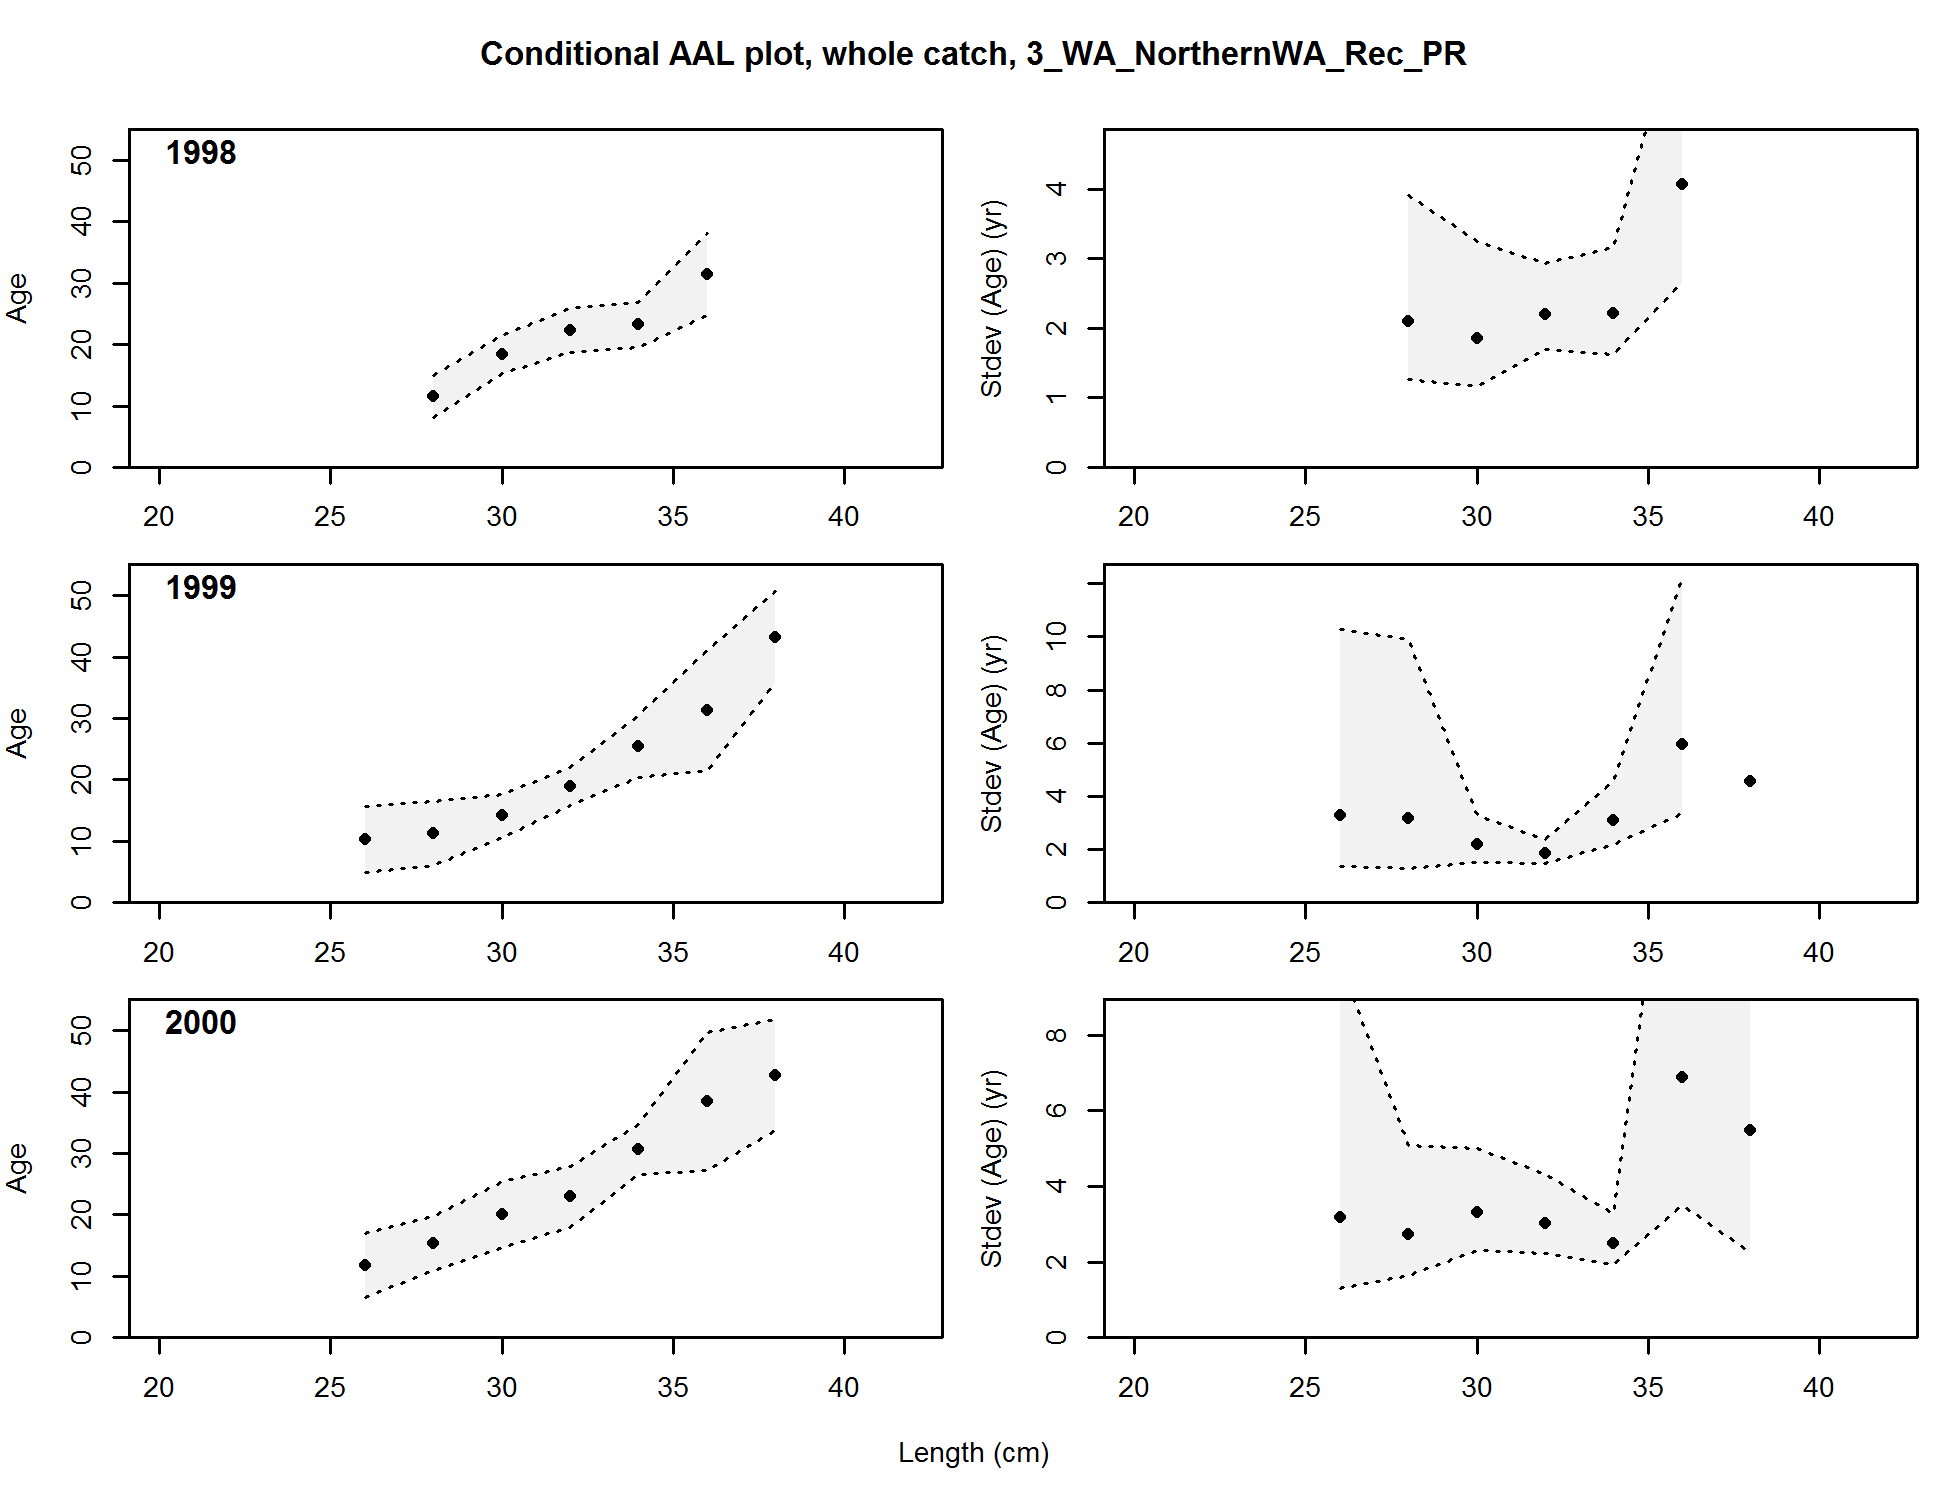 Conditional AAL plot, whole catch, 3_WA_NorthernWA_Rec_PR
1998
Age
0 10 20 30 40 50
20 25 30 35 40
Stdev (Age) (yr)
0 1 2 3 4
20 25 30 35 40
1999
Age
0 10 20 30 40 50
20 25 30 35 40
Stdev (Age) (yr)
0 2 4 6 8 10
20 25 30 35 40
2000
Age
0 10 20 30 40 50
20 25 30 35 40
Stdev (Age) (yr)
0 2 4 6 8
20 25 30 35 40
Length (cm)